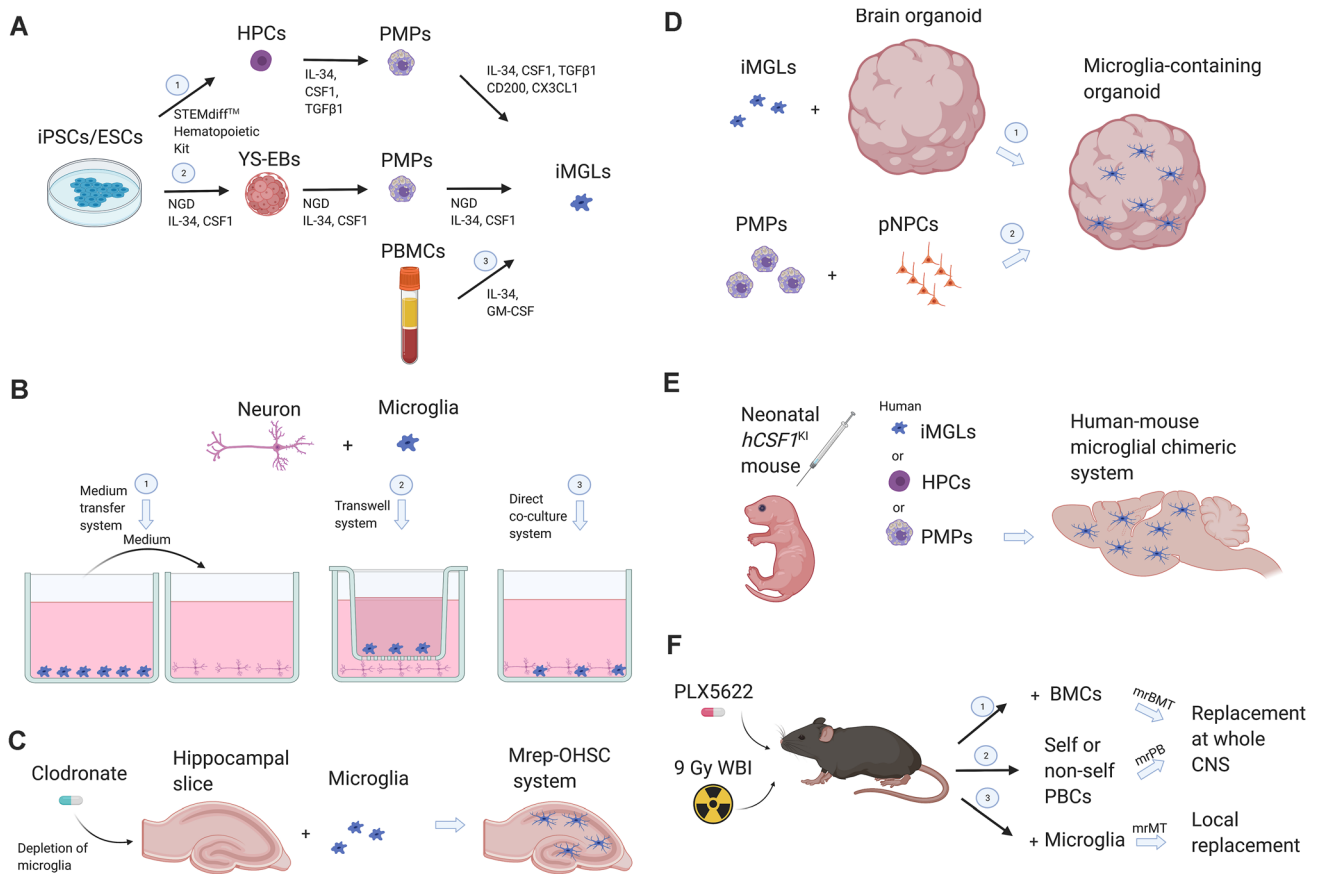 A
HPCs
PMPs
IL-34,
CSF1,
TGFβ1
IL-34, CSF1, TGFβ1
CD200, CX3CL1
1
STEMdiff™
Hematopoietic
Kit
iPSCs/ESCs
2
NGD
IL-34, CSF1
YS-EBs
NGD
IL-34, CSF1
PMPs
NGD
IL-34, CSF1
iMGLs
PBMCs
3
IL-34,
GM-CSF
B
Neuron
+
Microglia
Medium
transfer
system
1
Medium
Transwell
system
2
Direct
co-culture
system
3
C
Clodronate
Depletion of
microglia
Hippocampal
slice
+
Microglia
Mrep-OHSC
system
D
iMGLs
+
Brain organoid
1
Microglia-containing
organoid
PMPs
+
pNPCs
2
E
Neonatal
hCSF1KI
mouse
Human
iMGLs
or
HPCs
or
PMPs
Human-mouse
microglial chimeric
system
F
PLX5622
9 Gy WBI
1
+ BMCs
mrBMT
2
Self or
non-self
PBCs
mrPB
Replacement
at whole
CNS
3
+ Microglia
mrMT
Local
replacement